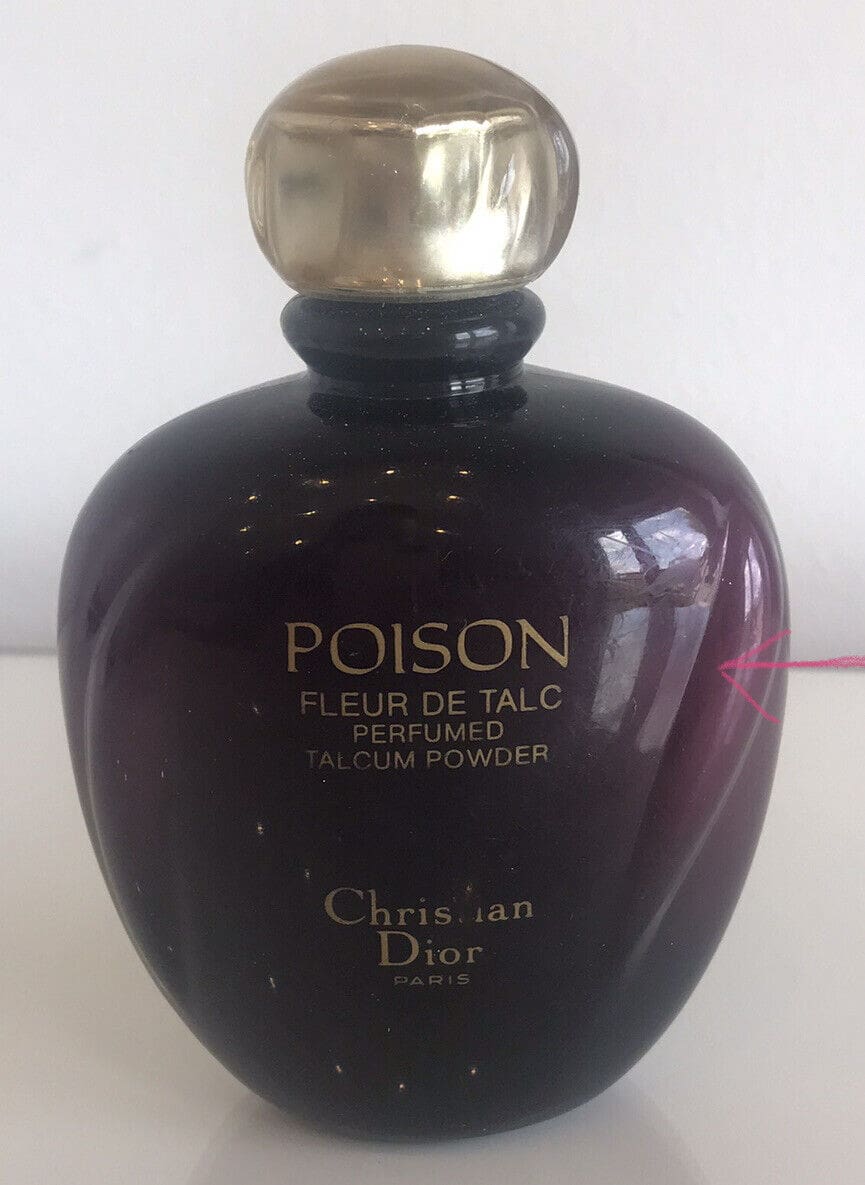 POISON
FLEUR DE TALC
PERFUMED
TALCUM POWDER
Christian
Dior
PARIS